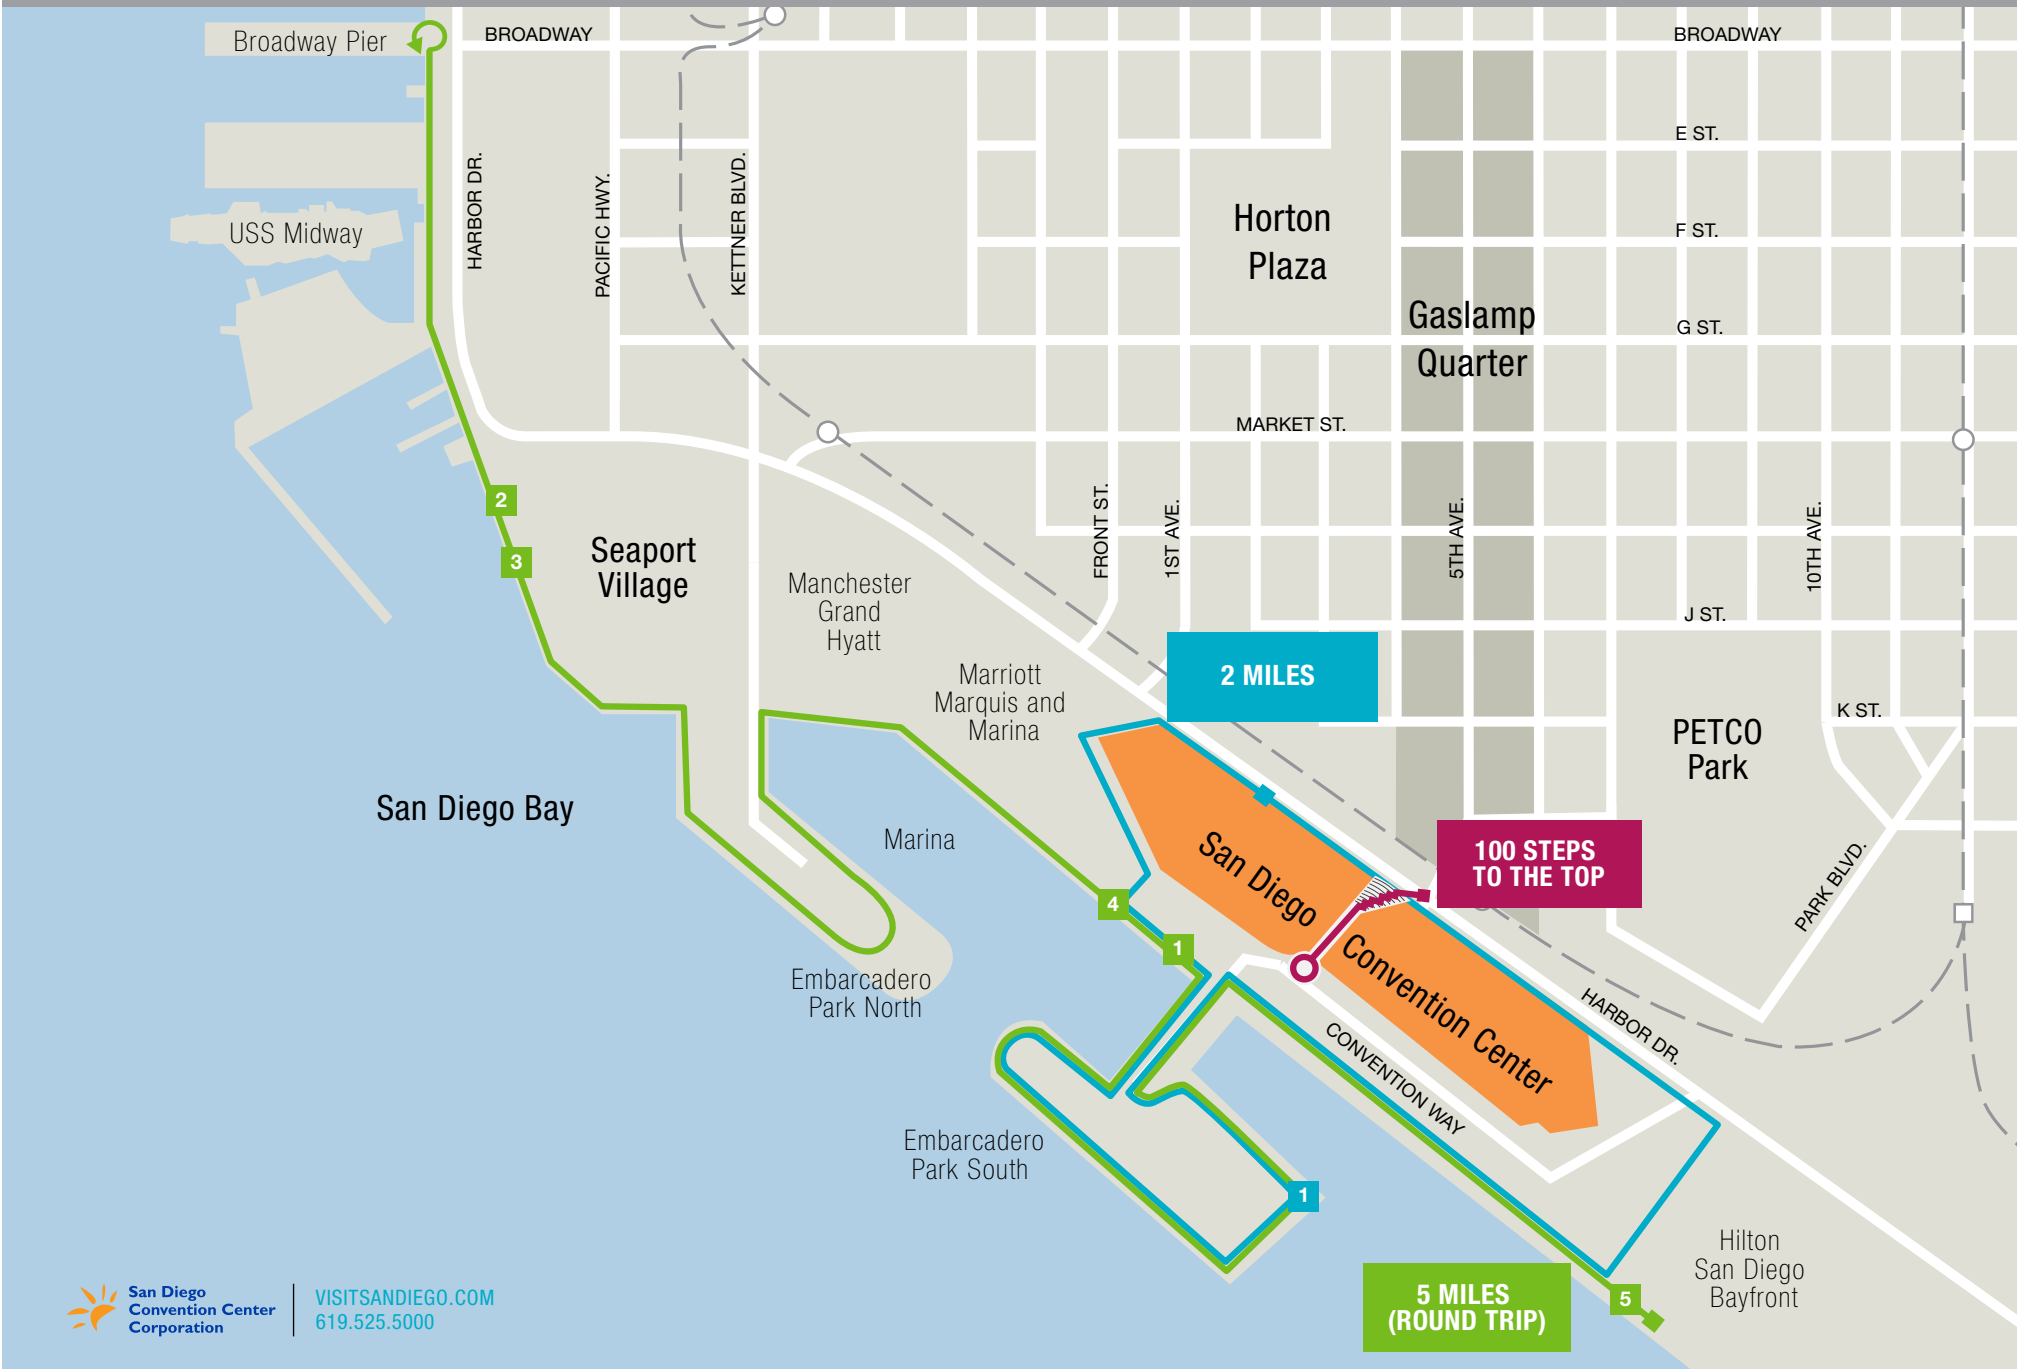 Broadway Pier
BROADWAY
BROADWAY
E ST.
HARBOR DR.
PACIFIC HWY.
KETTNER BLVD.
USS Midway
Horton
Plaza
F ST.
Gaslamp
Quarter
G ST.
MARKET ST.
2
3
Seaport
Village
Manchester
Grand
Hyatt
FRONT ST.
1ST AVE.
5TH AVE.
10TH AVE.
J ST.
Marriott
Marquis and
Marina
2 MILES
K ST.
PETCO
Park
San Diego Bay
Marina
San Diego
Convention Center
100 STEPS
TO THE TOP
PARK BLVD.
4
1
Embarcadero
Park North
HARBOR DR.
CONVENTION WAY
Embarcadero
Park South
1
Hilton
San Diego
Bayfront
5 MILES
(ROUND TRIP)
5
San Diego
Convention Center
Corporation
VISITSANDIEGO.COM
619.525.5000